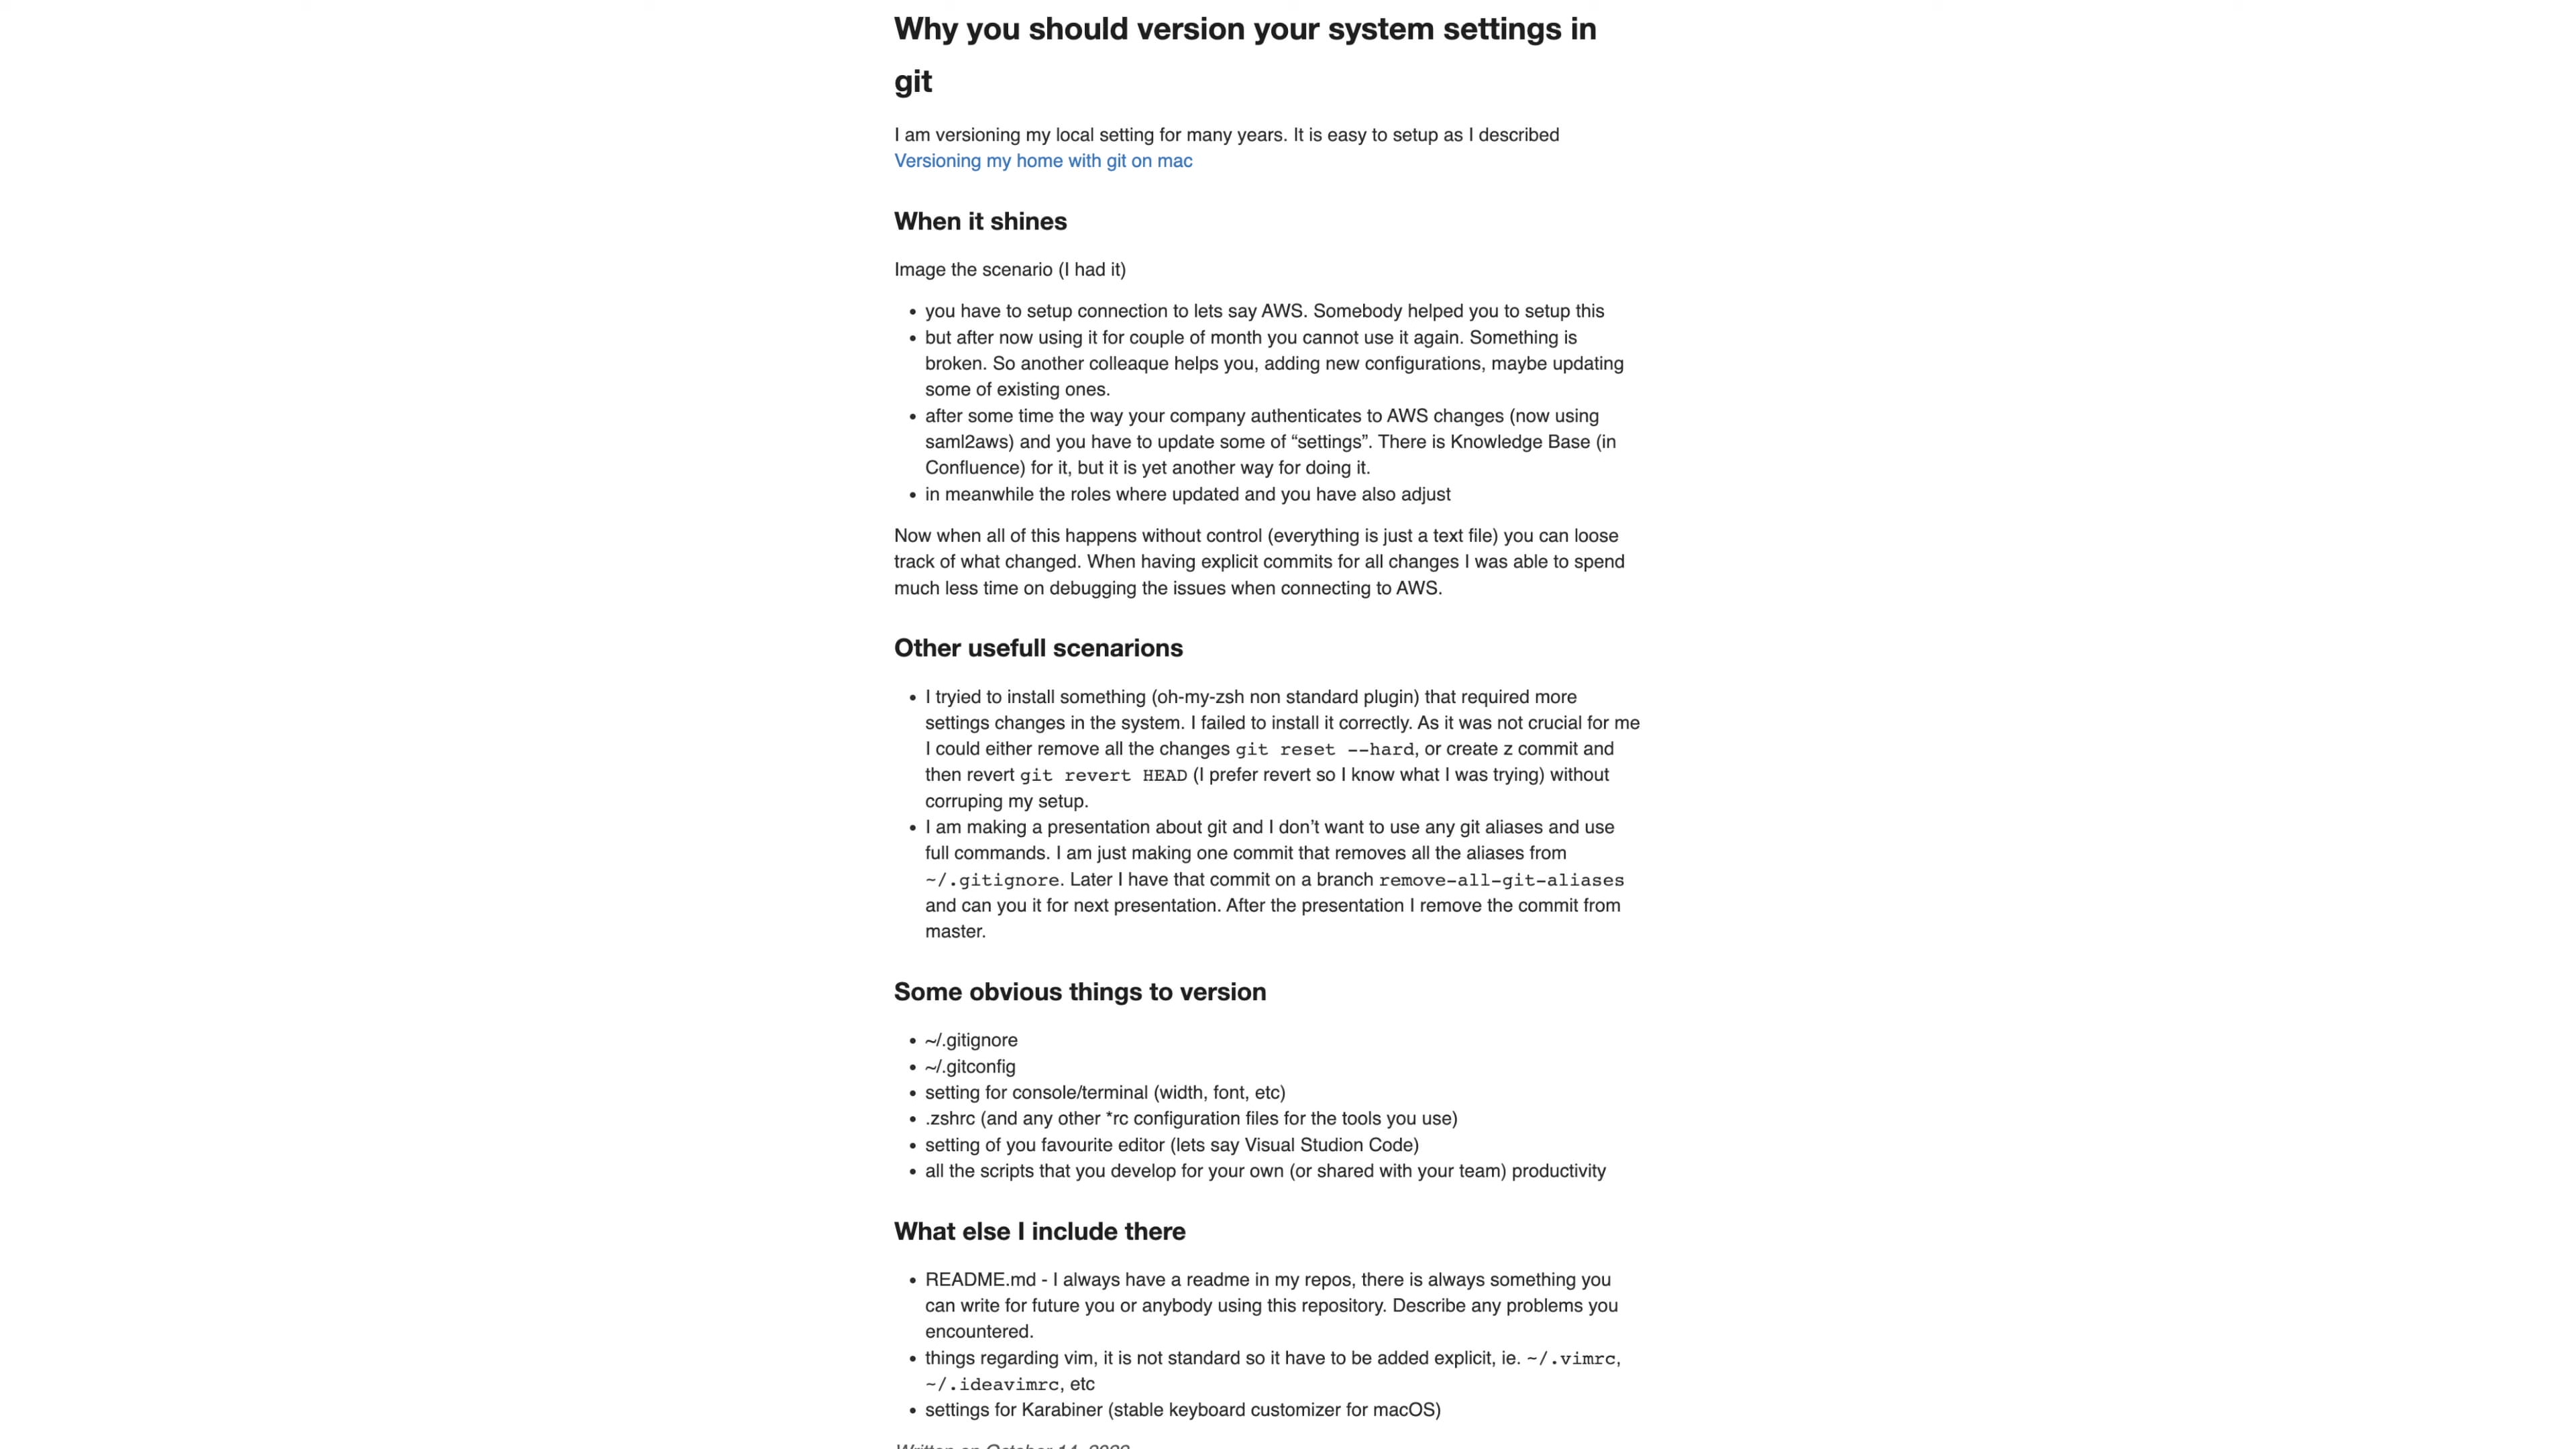 Why you should version your system settings in
git
I am versioning my local setting for many years. It is easy to setup as I described
Versioning my home with git on mac
When it shines
Image the scenario (I had it)
• you have to setup connection to lets say AWS. Somebody helped you to setup this
• but after now using it for couple of month you cannot use it again. Something is
broken. So another colleaque helps you, adding new configurations, maybe updating
some of existing ones.
• after some time the way your company authenticates to AWS changes (now using
saml2aws) and you have to update some of “settings”. There is Knowledge Base (in
Confluence) for it, but it is yet another way for doing it.
• in meanwhile the roles where updated and you have also adjust
Now when all of this happens without control (everything is just a text file) you can loose
track of what changed. When having explicit commits for all changes I was able to spend
much less time on debugging the issues when connecting to AWS.
Other usefull scenarions
• I tryied to install something (oh-my-zsh non standard plugin) that required more
settings changes in the system. I failed to install it correctly. As it was not crucial for me
I could either remove all the changes git reset --hard, or create z commit and
then revert git revert HEAD (I prefer revert so I know what I was trying) without
corruping my setup.
• I am making a presentation about git and I don’t want to use any git aliases and use
full commands. I am just making one commit that removes all the aliases from
~/.gitignore. Later I have that commit on a branch remove-all-git-aliases
and can you it for next presentation. After the presentation I remove the commit from
master.
Some obvious things to version
• ~/.gitignore
• ~/.gitconfig
• setting for console/terminal (width, font, etc)
• .zshrc (and any other *rc configuration files for the tools you use)
• setting of you favourite editor (lets say Visual Studion Code)
• all the scripts that you develop for your own (or shared with your team) productivity
What else I include there
• README.md - I always have a readme in my repos, there is always something you
can write for future you or anybody using this repository. Describe any problems you
encountered.
• things regarding vim, it is not standard so it have to be added explicit, ie. ~/.vimrc,
~/.ideavimrc, etc
• settings for Karabiner (stable keyboard customizer for macOS)
Written on October 14,